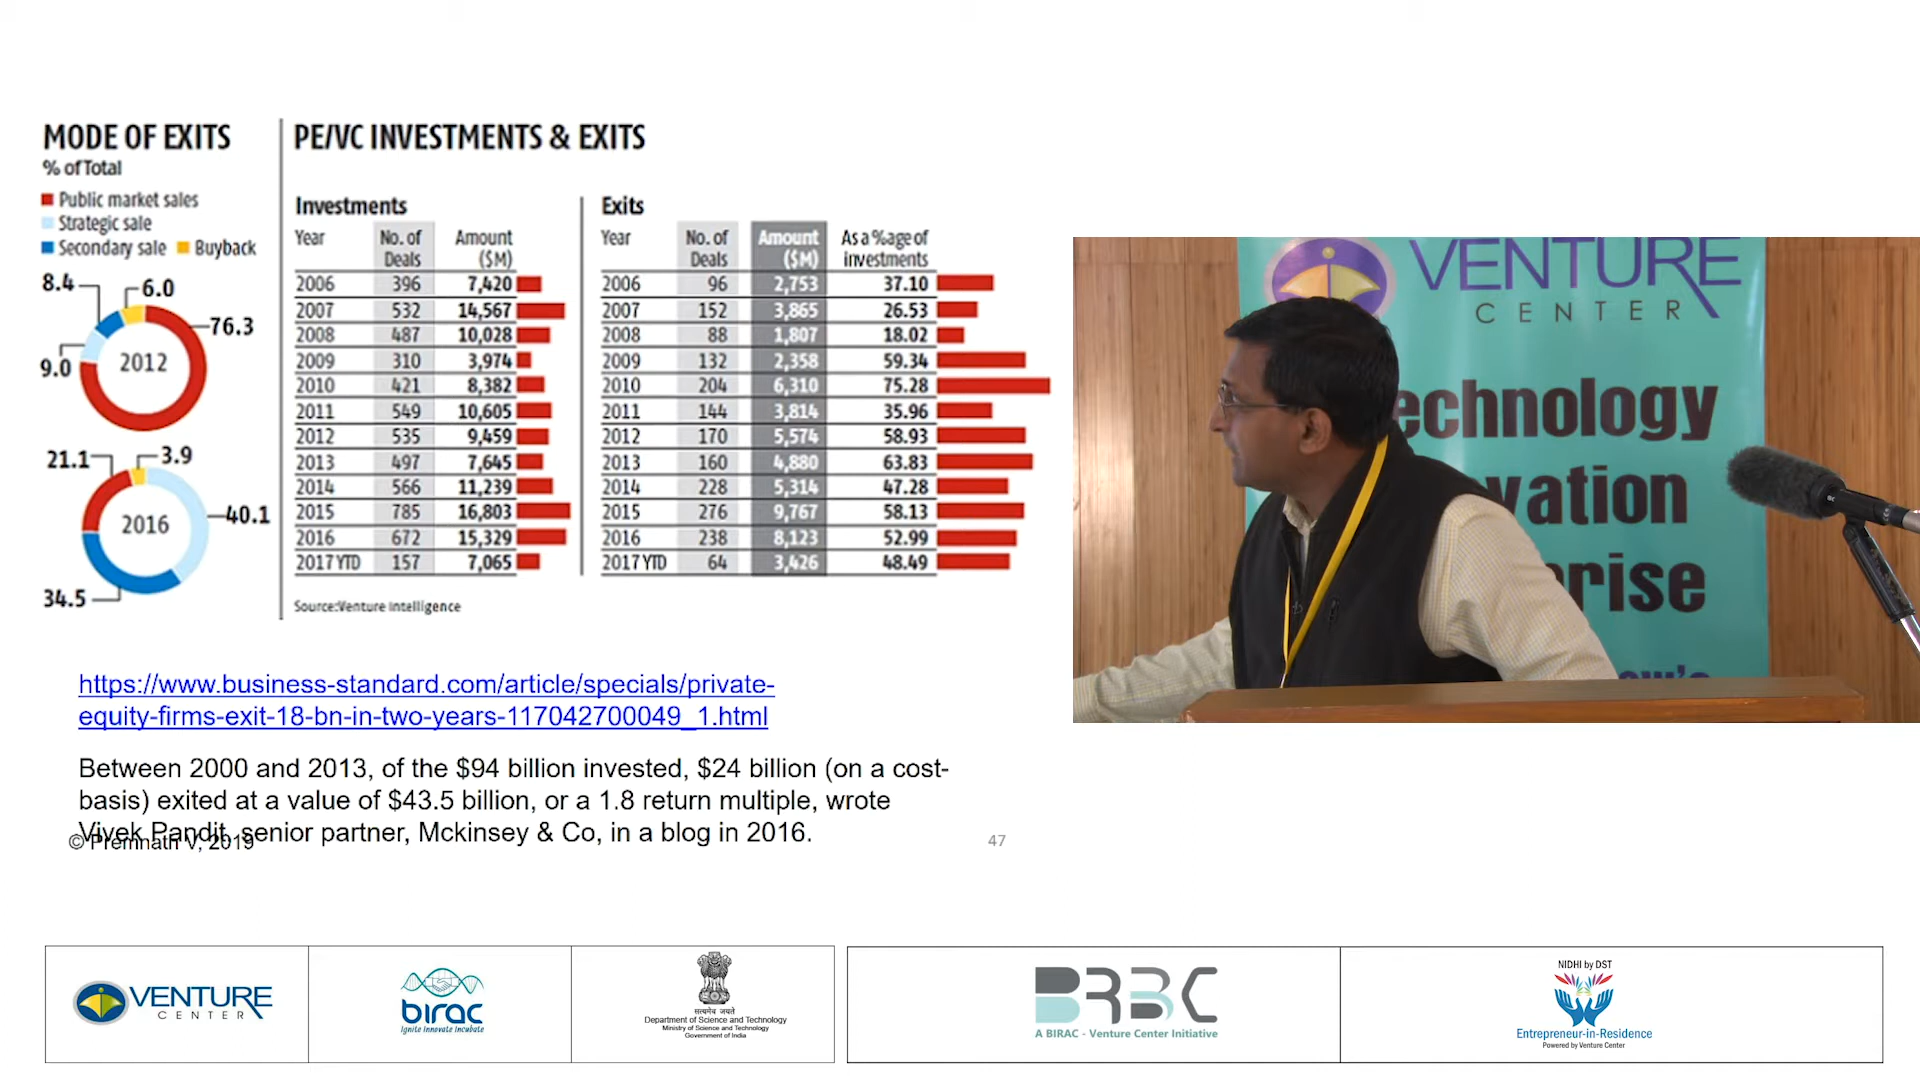 MODE OF EXITS
% of Total
Public market sales
Strategic sale
Secondary sale Buyback
8.4 6.0
76.3
2012
9.0
21.1 3.9
2016 40.1
34.5
PE/VC INVESTMENTS & EXITS
Investments
Year No. of Deals Amount ($M)
2006 396 7,420
2007 532 14,567
2008 487 10,028
2009 310 3,974
2010 421 8,382
2011 549 10,605
2012 535 9,459
2013 497 7,645
2014 566 11,239
2015 785 16,803
2016 672 15,329
2017 YTD 157 7,065
Exits
Year No. of Deals Amount ($M) As a %age of investments
2006 96 2,753 37.10
2007 152 3,865 26.53
2008 88 1,807 18.02
2009 132 2,358 59.34
2010 204 6,310 75.28
2011 144 3,814 35.96
2012 170 5,574 58.93
2013 160 4,880 63.83
2014 228 5,314 47.28
2015 276 9,767 58.13
2016 238 8,123 52.99
2017 YTD 64 3,426 48.49
Source:Venture Intelligence
https://www.business-standard.com/article/specials/private-
equity-firms-exit-18-bn-in-two-years-117042700049_1.html
Between 2000 and 2013, of the $94 billion invested, $24 billion (on a cost-
basis) exited at a value of $43.5 billion, or a 1.8 return multiple, wrote
Vivek Pandit, senior partner, Mckinsey & Co, in a blog in 2016.
© Premnath V, 2019
47
VENTURE
CENTER
echnology
vation
rise
ow's
VENTURE
CENTER
birac
Ignite Innovate Incubate
सत्यमेव जयते
Department of Science and Technology
Ministry of Science and Technology
Government of India
BRBC
A BIRAC - Venture Center Initiative
NIDHI by DST
Entrepreneur-in-Residence
Powered by Venture Center